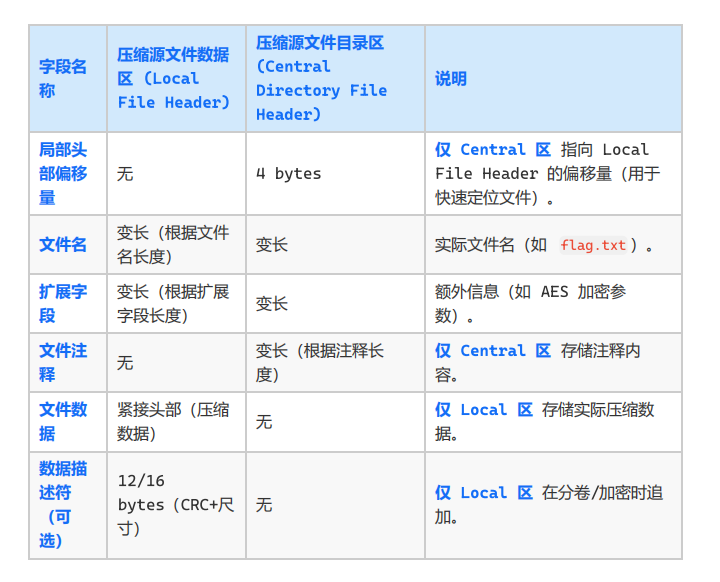 字段名
称
压缩源文件数据
区（Local
File Header）
压缩源文件目录区
（Central
Directory File
Header）
说明
局部头
部偏移
量
无
4 bytes
仅 Central 区 指向 Local
File Header 的偏移量（用于
快速定位文件）。
文件名
变长（根据文件
名长度）
变长
实际文件名（如 flag.txt）。
扩展字
段
变长（根据扩展
字段长度）
变长
额外信息（如 AES 加密参
数）。
文件注
释
无
变长（根据注释长
度）
仅 Central 区 存储注释内
容。
文件数
据
紧接头部（压缩
数据）
无
仅 Local 区 存储实际压缩数
据。
数据描
述符
（可
选）
12/16
bytes（CRC+尺
寸）
无
仅 Local 区 在分卷/加密时追
加。